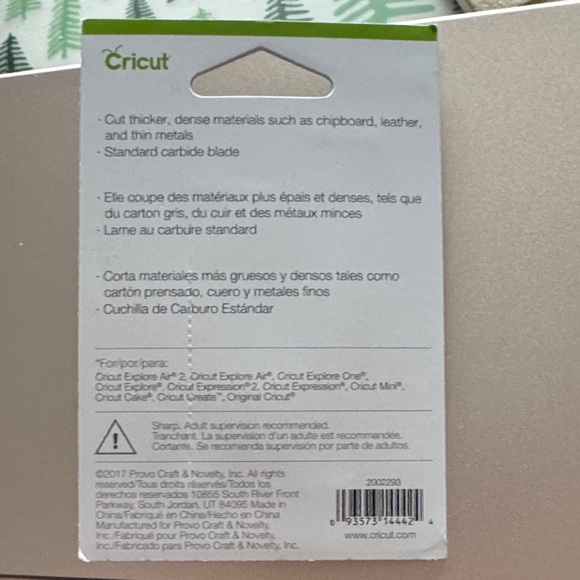 Cricut
- Cut thicker, dense materials such as chipboard, leather,
and thin metals
- Standard carbide blade
- Elle coupe des matériaux plus épais et denses, tels que
du carton gris, du cuir et des métaux minces
- Lame au carbure standard
- Corta materiales más gruesos y densos tales como
cartón prensado, cuero y metales finos
- Cuchilla de Carburo Estándar
*For/por/para:
Cricut Explore Air® 2, Cricut Explore Air®, Cricut Explore One®,
Cricut Explore®, Cricut Expression® 2, Cricut Expression®, Cricut Mini®,
Cricut Cake®, Cricut Create™, Original Cricut®
Sharp. Adult supervision recommended.
Tranchant. La supervision d'un adulte est recommandée.
Cortante. Se recomienda supervisión por parte de adultos.
©2017 Provo Craft & Novelty, Inc. All rights
reserved/Tous droits réservés/Todos los
derechos reservados 10855 South River Front
Parkway, South Jordan, UT 84095 Made in
China/Fabriqué en Chine/Hecho en China
Manufactured for Provo Craft & Novelty,
Inc./Fabriqué pour Provo Craft & Novelty,
Inc./Fabricado para Provo Craft & Novelty, Inc.
2002293
0 93573 14442 4
www.cricut.com